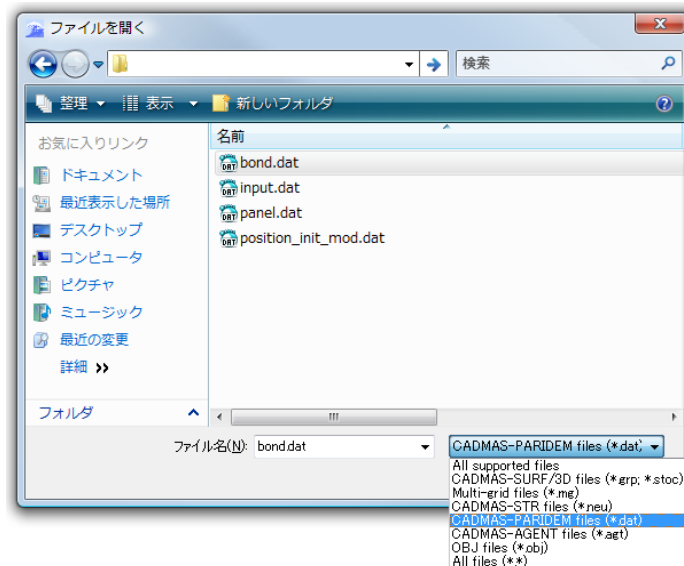 ファイルを開く
検索
整理 表示 新しいフォルダ
お気に入りリンク
ドキュメント
最近表示した場所
デスクトップ
コンピュータ
ピクチャ
ミュージック
最近の変更
詳細 »
フォルダ
名前
bond.dat
input.dat
panel.dat
position_init_mod.dat
ファイル名(N): bond.dat
CADMAS-PARIDEM files (*.dat;
All supported files
CADMAS-SURF/3D files (*.grp; *.stoc)
Multi-grid files (*.mg)
CADMAS-STR files (*.neu)
CADMAS-PARIDEM files (*.dat)
CADMAS-AGENT files (*.agt)
OBJ files (*.obj)
All files (*.*)